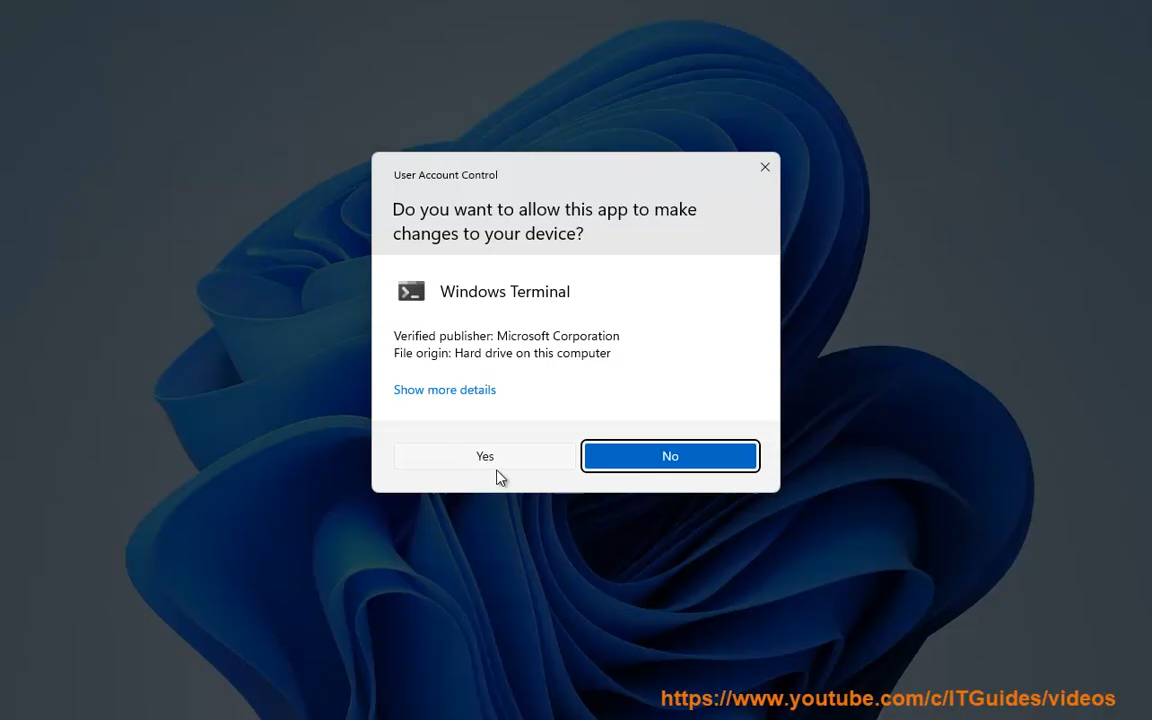 User Account Control
Do you want to allow this app to make
changes to your device?
Windows Terminal
Verified publisher: Microsoft Corporation
File origin: Hard drive on this computer
Show more details
Yes
No
https://www.youtube.com/c/ITGuides/videos